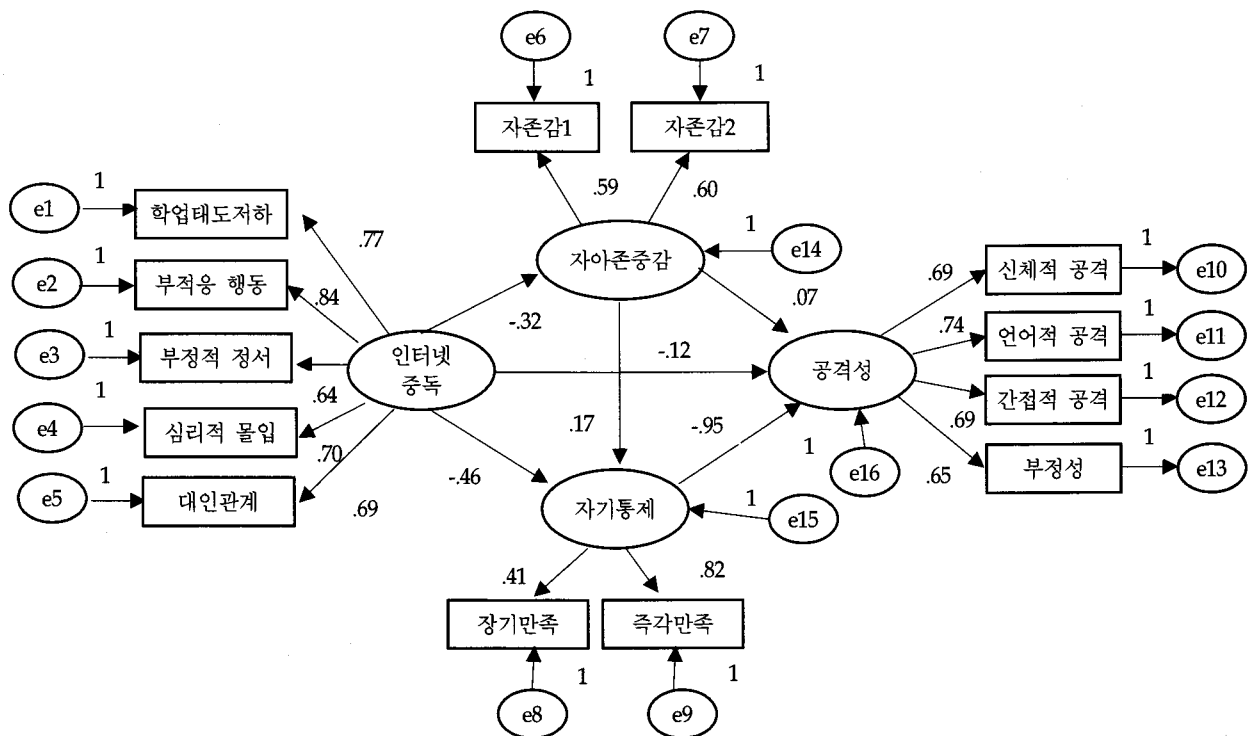 e6
e7
1
1
자존감1
자존감2
.59
.60
e1
1
학업태도저하
.77
e2
1
부적응 행동
.84
e3
1
부정적 정서
.64
e4
1
심리적 몰입
.70
e5
1
대인관계
.69
인터넷
중독
-.32
자아존중감
1
e14
.07
-.12
.17
-.46
-.95
공격성
1
e16
자기통제
1
e15
.69
신체적 공격
1
e10
.74
언어적 공격
1
e11
간접적 공격
1
e12
.69
.65
부정성
1
e13
.41
.82
장기만족
즉각만족
1
1
e8
e9